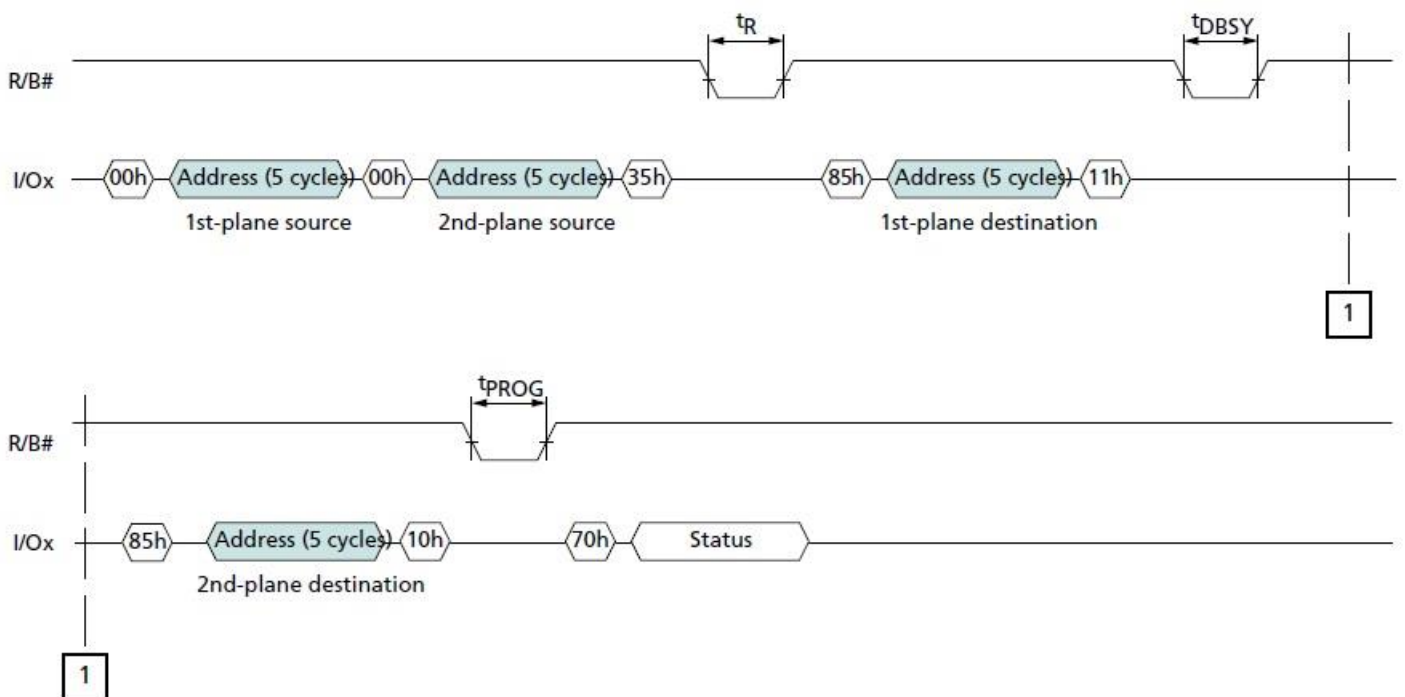 tR tDBSY
R/B#
I/Ox 00h Address (5 cycles) 00h Address (5 cycles) 35h 85h Address (5 cycles) 11h
1st-plane source 2nd-plane source 1st-plane destination
1
tPROG
R/B#
I/Ox 85h Address (5 cycles) 10h 70h Status
2nd-plane destination
1